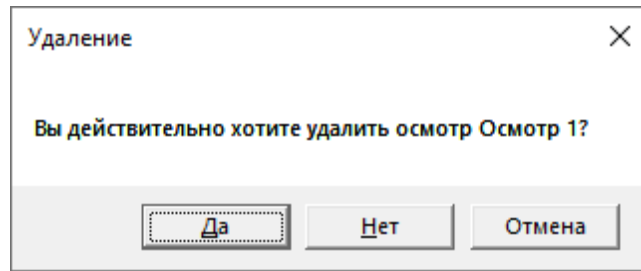 Удаление
Вы действительно хотите удалить осмотр Осмотр 1?
Да Нет Отмена